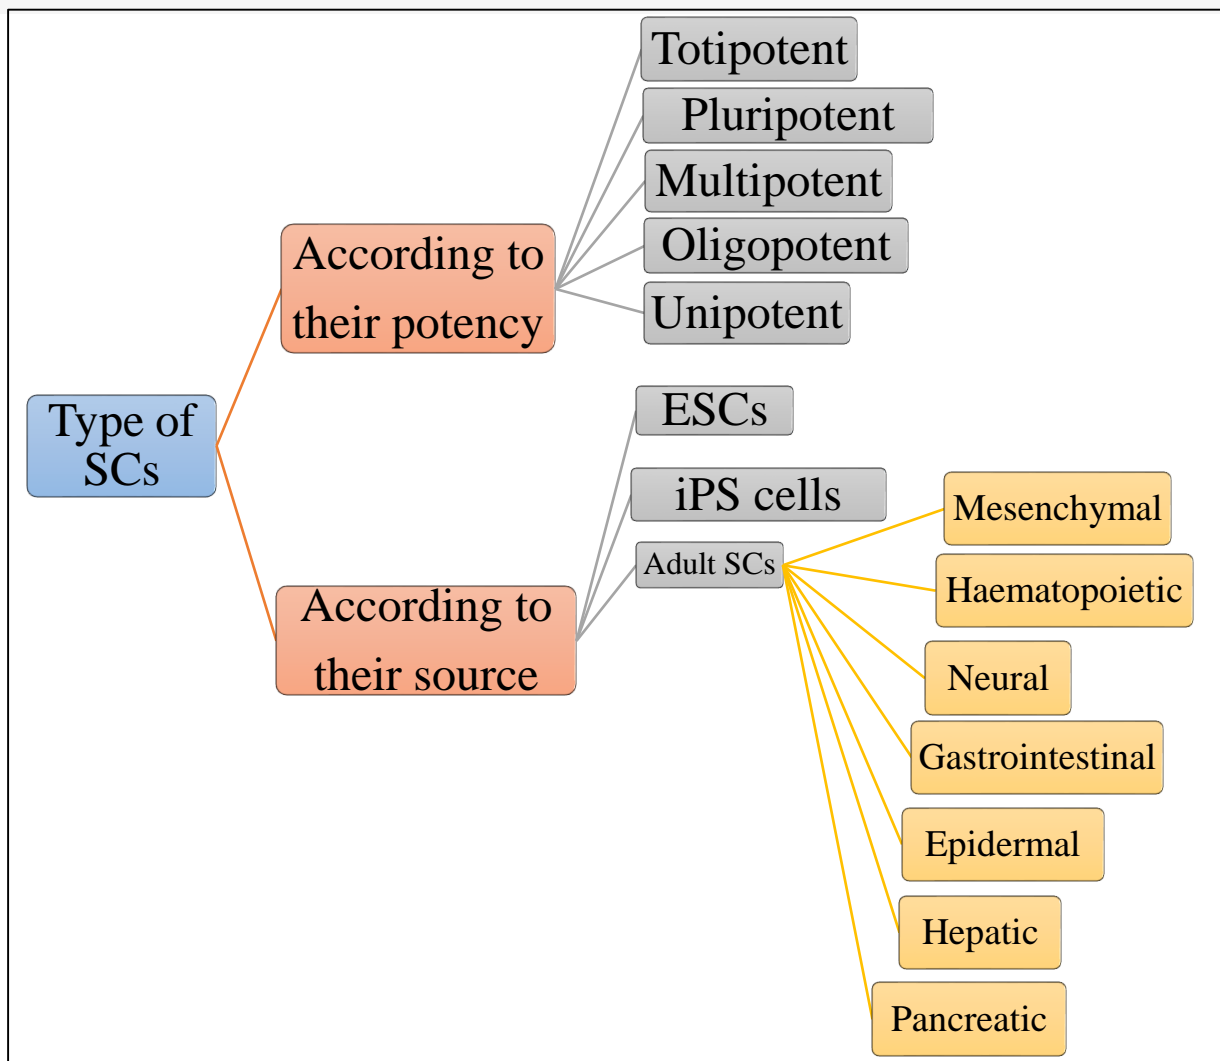 Type of
SCs
According to
their potency
Totipotent
Pluripotent
Multipotent
Oligopotent
Unipotent
According to
their source
ESCs
iPS cells
Adult SCs
Mesenchymal
Haematopoietic
Neural
Gastrointestinal
Epidermal
Hepatic
Pancreatic